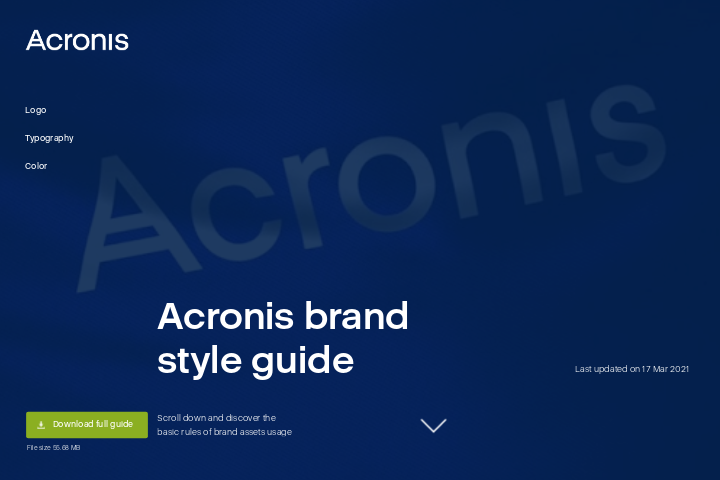 Acronis
Logo
Typography
Color
Acronis
Acronis brand
style guide
Last updated on 17 Mar 2021
Download full guide
Scroll down and discover the
basic rules of brand assets usage
File size 55.68 MB